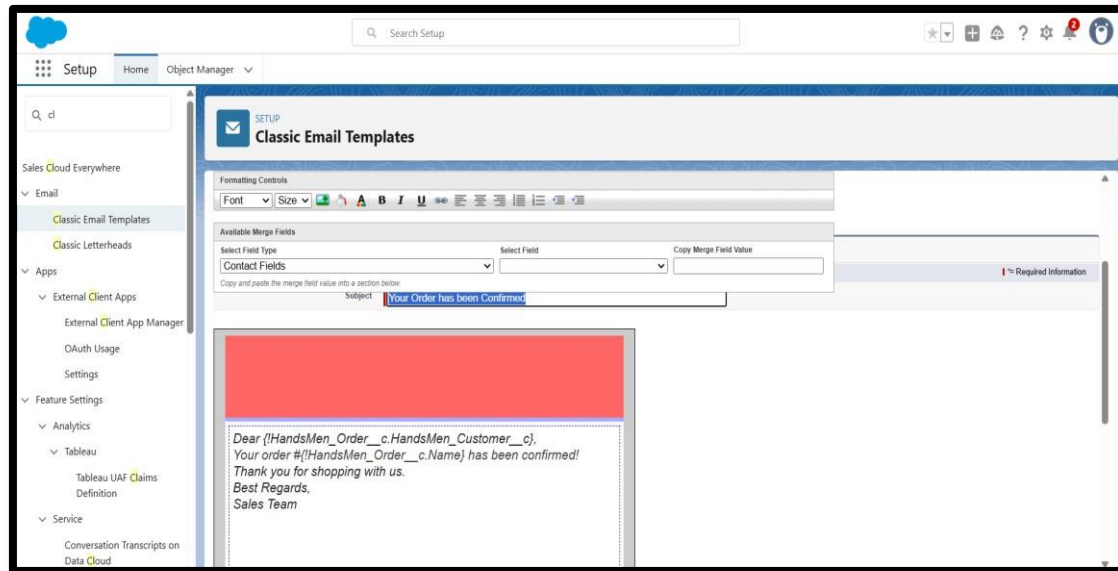 Search Setup
2
Setup
Home
Object Manager
cl
Sales Cloud Everywhere
Email
Classic Email Templates
Classic Letterheads
Apps
External Client Apps
External Client App Manager
OAuth Usage
Settings
Feature Settings
Analytics
Tableau
Tableau UAF Claims
Definition
Service
Conversation Transcripts on
Data Cloud
SETUP
Classic Email Templates
Formatting Controls
Font Size A B I U
Available Merge Fields
Select Field Type Select Field Copy Merge Field Value
Contact Fields
Copy and paste the merge field value into a section below.
= Required Information
Subject Your Order has been Confirmed
Dear {!HandsMen_Order__c.HandsMen_Customer__c},
Your order #{!HandsMen_Order__c.Name} has been confirmed!
Thank you for shopping with us.
Best Regards,
Sales Team